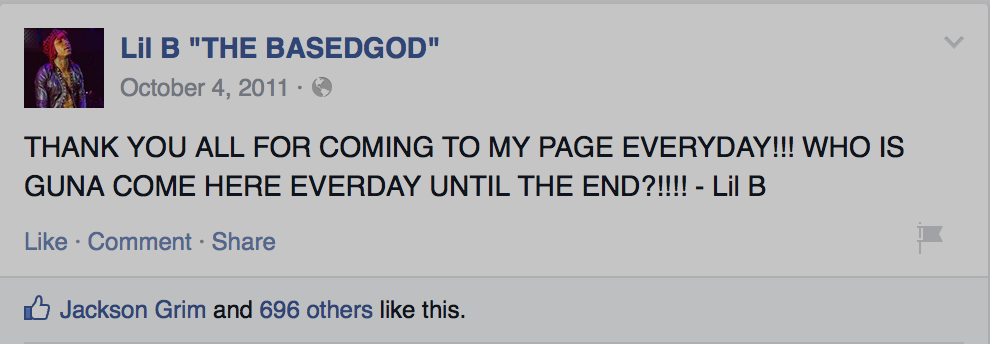 Lil B "THE BASEDGOD"
October 4, 2011 ·
THANK YOU ALL FOR COMING TO MY PAGE EVERYDAY!!! WHO IS
GUNA COME HERE EVERDAY UNTIL THE END?!!!! - Lil B
Like · Comment · Share
Jackson Grim and 696 others like this.